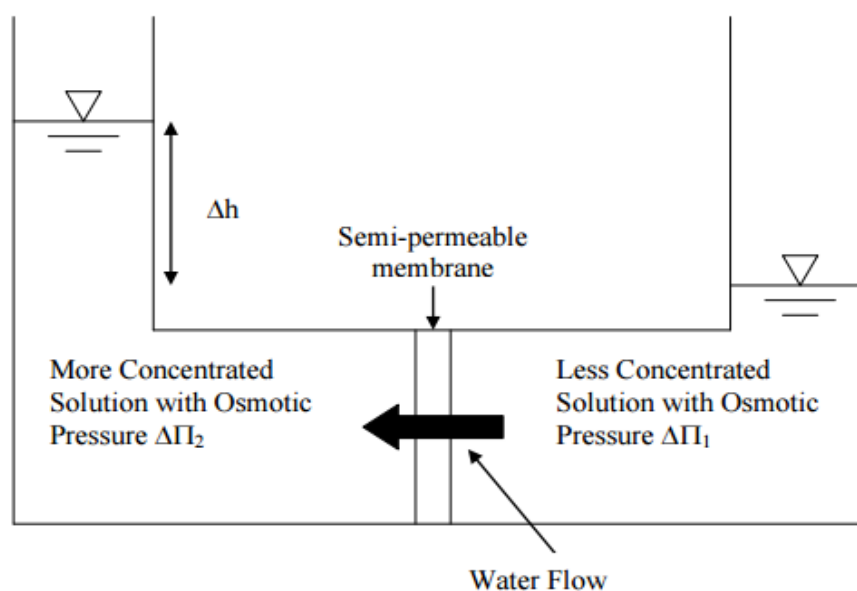 Δh
Semi-permeable
membrane
More Concentrated
Solution with Osmotic
Pressure ΔΠ₂
Less Concentrated
Solution with Osmotic
Pressure ΔΠ₁
Water Flow